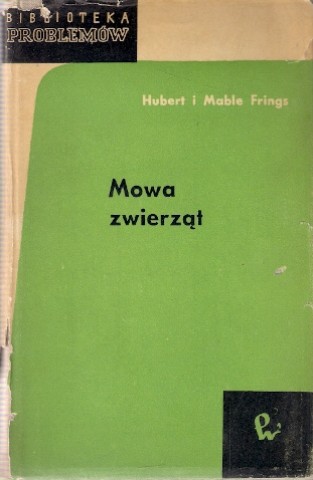 BIBLIOTEKA
PROBLEMÓW
Hubert i Mable Frings
Mowa
zwierząt